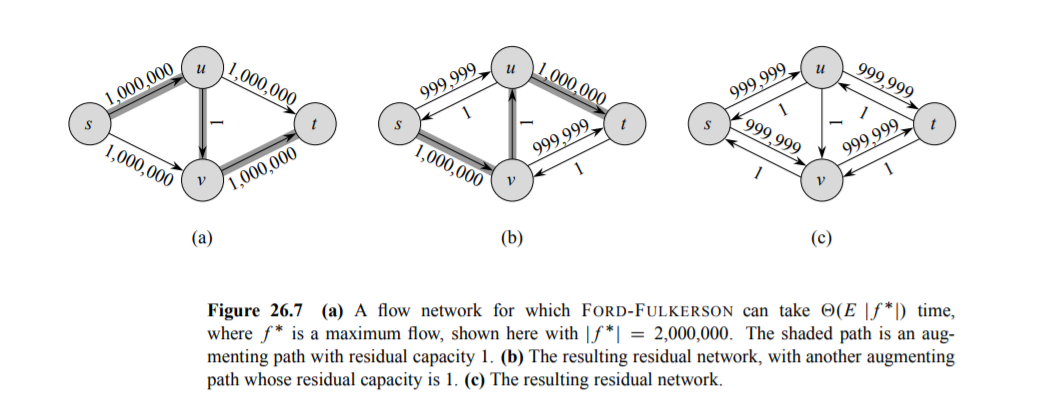 1,000,000 u 1,000,000
s 1 t
1,000,000 v 1,000,000
(a)
999,999 u 1,000,000
1
s 1 999,999 t
1,000,000 v 1
(b)
999,999 u 999,999
1 1
s 999,999 1 999,999 t
1 v 1
(c)
Figure 26.7 (a) A flow network for which FORD-FULKERSON can take Θ(E |f*|) time,
where f* is a maximum flow, shown here with |f*| = 2,000,000. The shaded path is an aug-
menting path with residual capacity 1. (b) The resulting residual network, with another augmenting
path whose residual capacity is 1. (c) The resulting residual network.